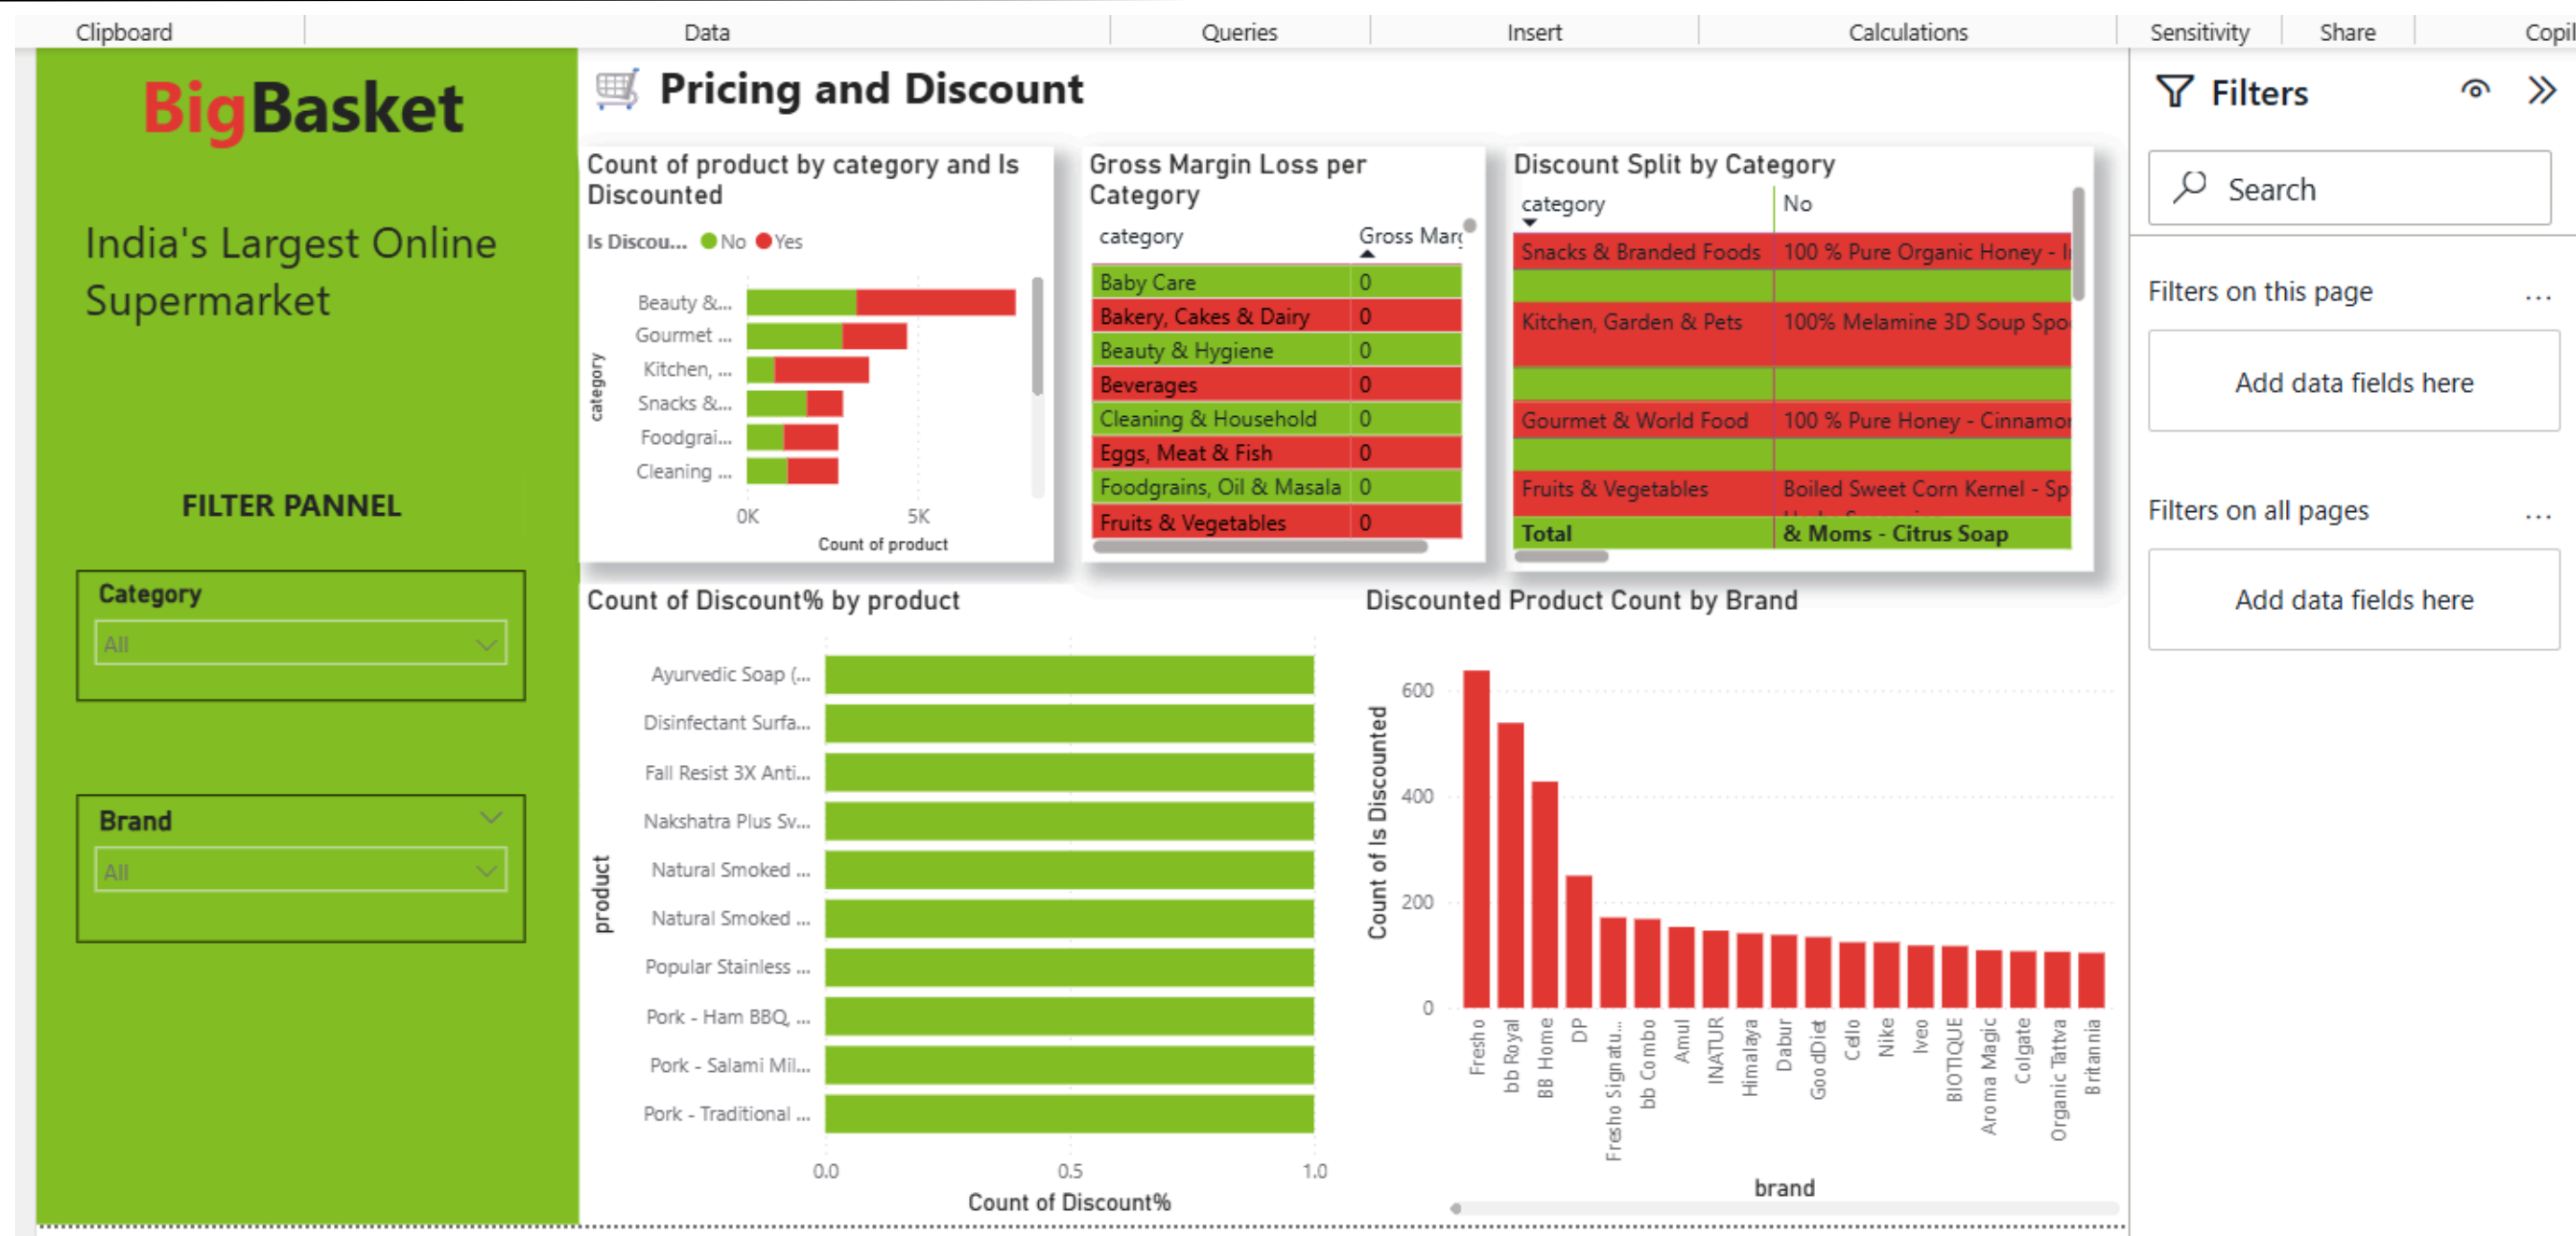 Clipboard
Data
Queries
Insert
Calculations
Sensitivity
Share
Copil
BigBasket
India's Largest Online
Supermarket
FILTER PANNEL
Category
All
Brand
All
Pricing and Discount
Count of product by category and Is
Discounted
Is Discou... No Yes
category
Beauty &...
Gourmet ...
Kitchen, ...
Snacks &...
Foodgrai...
Cleaning ...
0K 5K
Count of product
Gross Margin Loss per
Category
category Gross Marg
Baby Care 0
Bakery, Cakes & Dairy 0
Beauty & Hygiene 0
Beverages 0
Cleaning & Household 0
Eggs, Meat & Fish 0
Foodgrains, Oil & Masala 0
Fruits & Vegetables 0
Discount Split by Category
category No
Snacks & Branded Foods 100 % Pure Organic Honey - I
Kitchen, Garden & Pets 100% Melamine 3D Soup Spo
Gourmet & World Food 100 % Pure Honey - Cinnamon
Fruits & Vegetables Boiled Sweet Corn Kernel - Sp
Total & Moms - Citrus Soap
Count of Discount% by product
product
Ayurvedic Soap (...
Disinfectant Surfa...
Fall Resist 3X Anti...
Nakshatra Plus Sv...
Natural Smoked ...
Natural Smoked ...
Popular Stainless ...
Pork - Ham BBQ, ...
Pork - Salami Mil...
Pork - Traditional ...
0.0 0.5 1.0
Count of Discount%
Discounted Product Count by Brand
Count of Is Discounted
600
400
200
0
Fresho
bb Royal
BB Home
DP
Fresho Signatu...
bb Combo
Amul
INATUR
Himalaya
Dabur
GoodDiet
Cello
Nike
Iveo
BIOTIQUE
Aroma Magic
Colgate
Organic Tattva
Britannia
brand
Filters
Search
Filters on this page ...
Add data fields here
Filters on all pages ...
Add data fields here